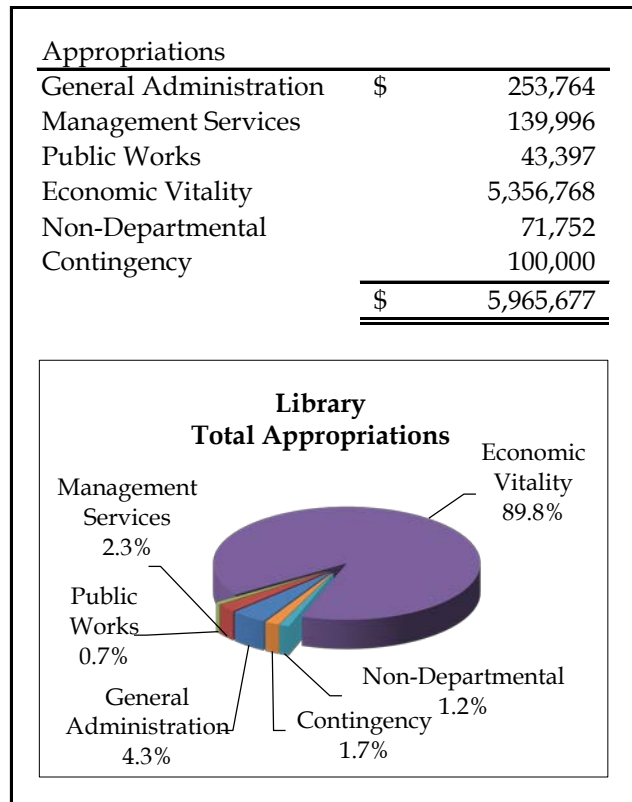 Appropriations
General Administration $ 253,764
Management Services 139,996
Public Works 43,397
Economic Vitality 5,356,768
Non-Departmental 71,752
Contingency 100,000
$ 5,965,677
Library
Total Appropriations
Economic
Vitality
89.8%
Management
Services
2.3%
Public
Works
0.7%
General
Administration
4.3%
Contingency
1.7%
Non-Departmental
1.2%